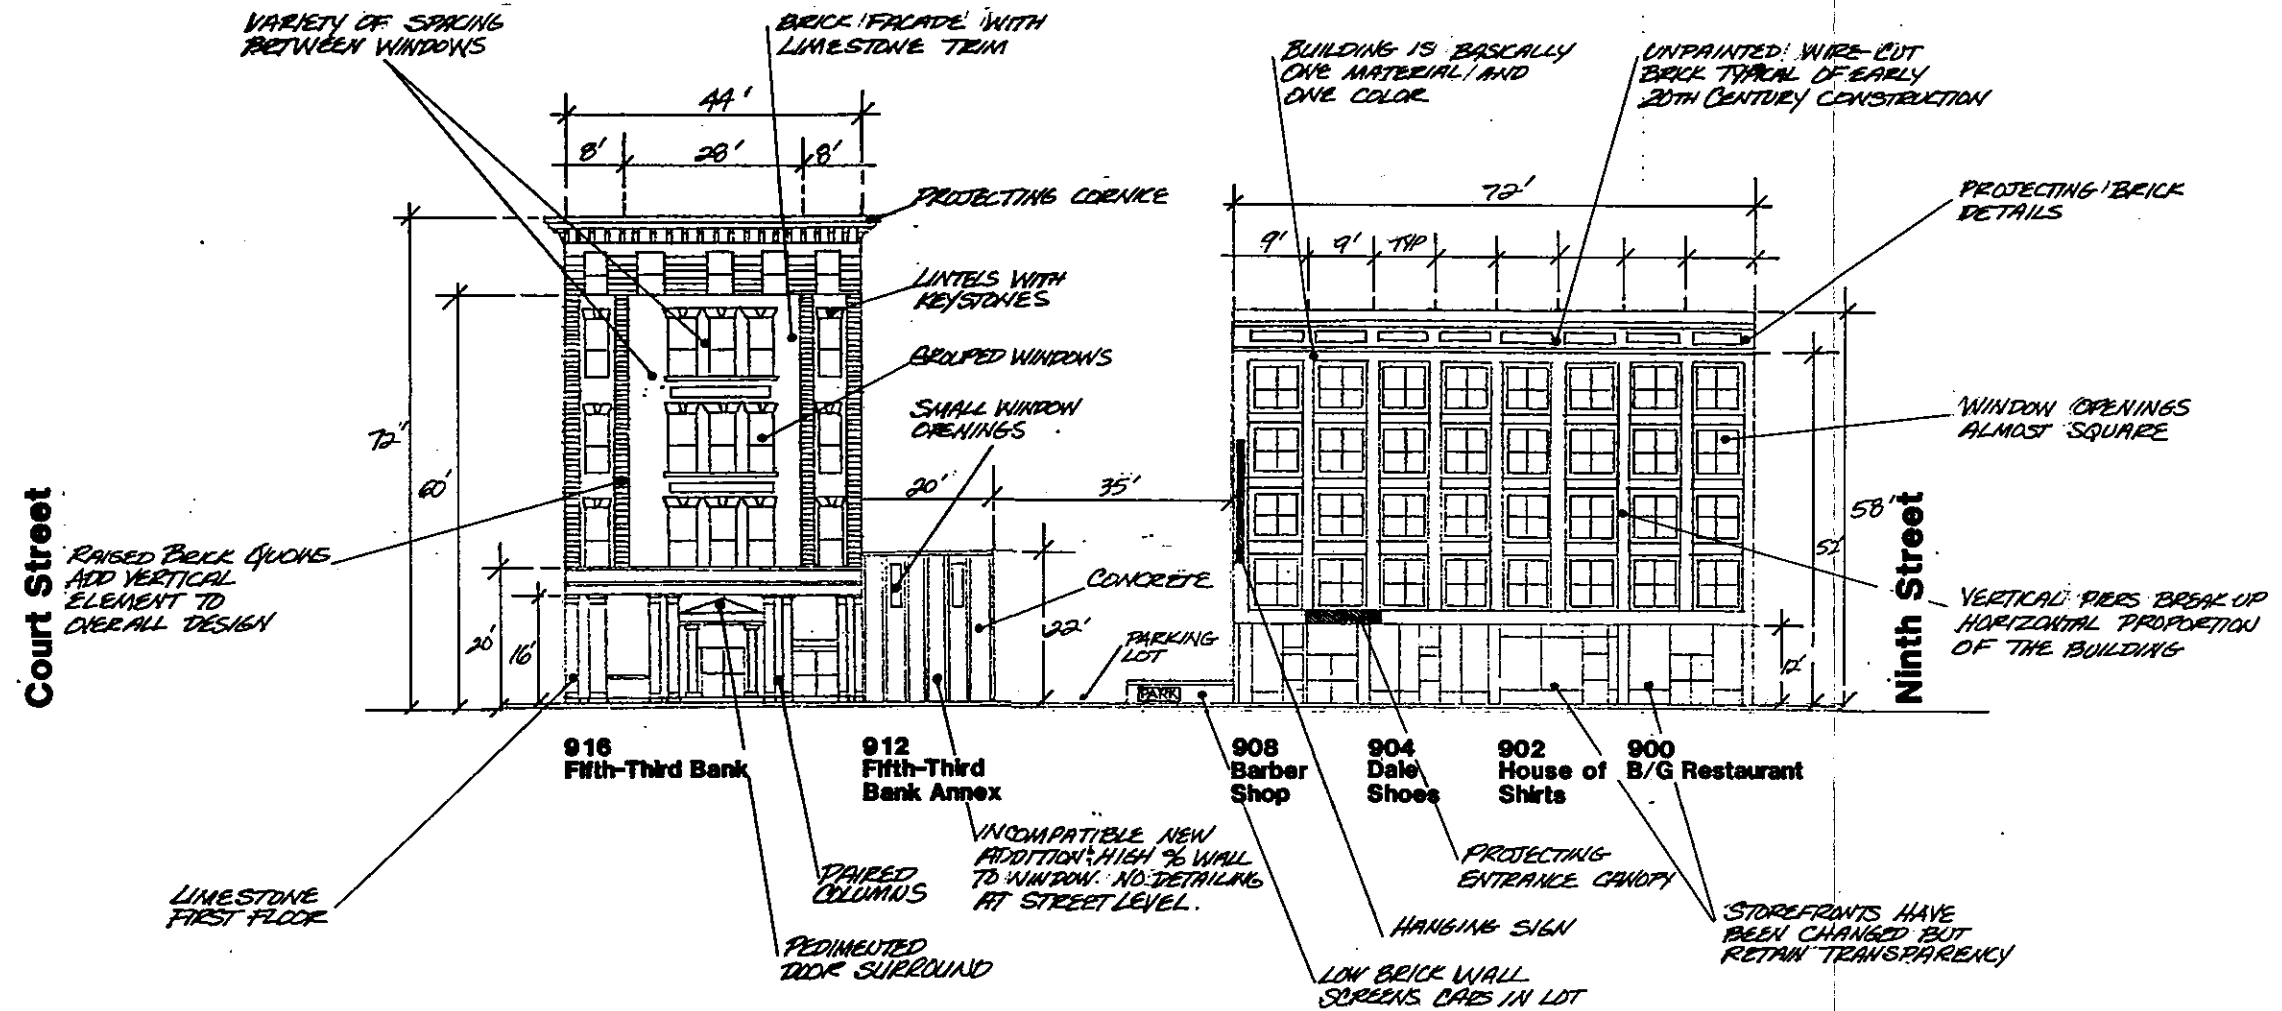 VARIETY OF SPACING
BETWEEN WINDOWS
BRICK FACADE WITH
LIMESTONE TRIM
BUILDING IS BASICALLY
ONE MATERIAL AND
ONE COLOR
UNPAINTED WIRE-CUT
BRICK TYPICAL OF EARLY
20TH CENTURY CONSTRUCTION
44'
8'
28'
8'
PROJECTING CORNICE
72'
9'
9'
TYP
PROJECTING BRICK
DETAILS
LINTELS WITH
KEYSTONES
GROUPED WINDOWS
SMALL WINDOW
OPENINGS
WINDOW OPENINGS
ALMOST SQUARE
72'
60'
20'
35'
58'
52'
Court Street
RAISED BRICK QUOINS
ADD VERTICAL
ELEMENT TO
OVERALL DESIGN
20'
16'
CONCRETE
22'
PARKING
LOT
PARK
12'
Ninth Street
VERTICAL PIERS BREAK UP
HORIZONTAL PROPORTION
OF THE BUILDING
916
Fifth-Third Bank
912
Fifth-Third
Bank Annex
908
Barber
Shop
904
Dale
Shoes
902
House of
Shirts
900
B/G Restaurant
LIMESTONE
FIRST FLOOR
PAIRED
COLUMNS
INCOMPATIBLE NEW
ADDITION: HIGH % WALL
TO WINDOW. NO DETAILING
AT STREET LEVEL.
PROJECTING
ENTRANCE CANOPY
PEDIMENTED
DOOR SURROUND
HANGING SIGN
LOW BRICK WALL
SCREENS CARS IN LOT
STOREFRONTS HAVE
BEEN CHANGED BUT
RETAIN TRANSPARENCY